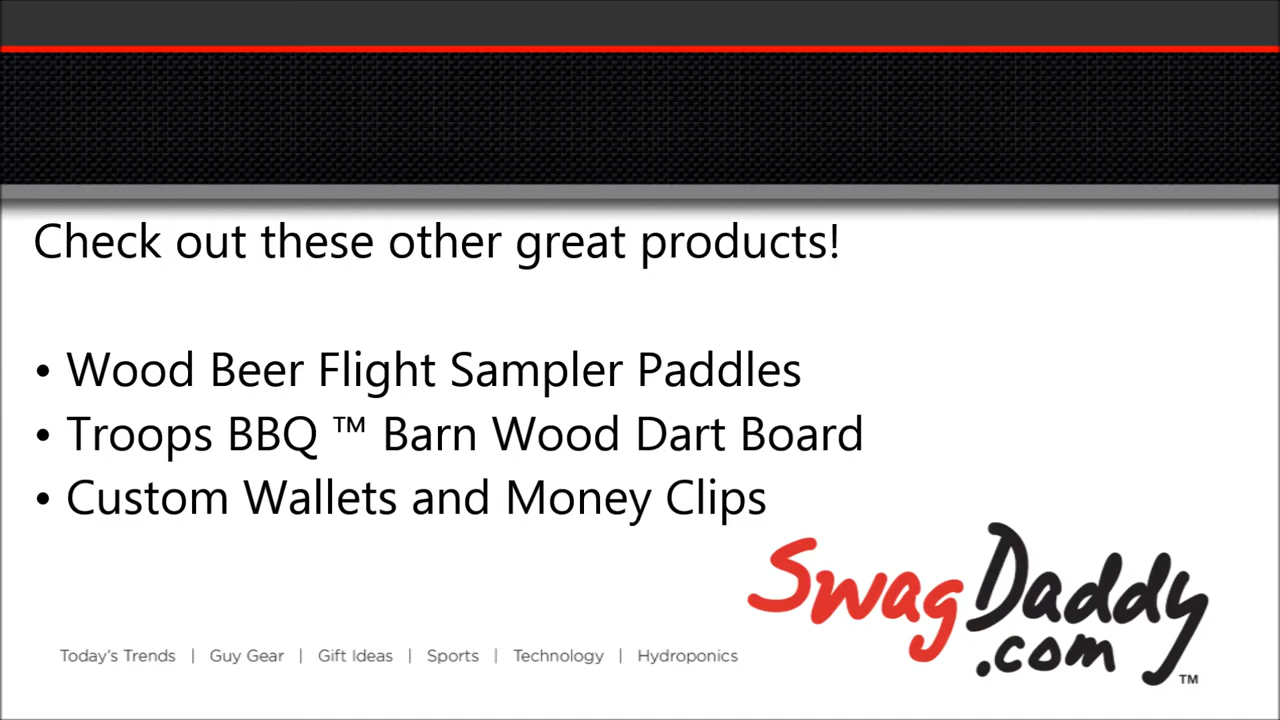 Check out these other great products!
• Wood Beer Flight Sampler Paddles
• Troops BBQ ™ Barn Wood Dart Board
• Custom Wallets and Money Clips
SwagDaddy
.com ™
Today's Trends | Guy Gear | Gift Ideas | Sports | Technology | Hydroponics